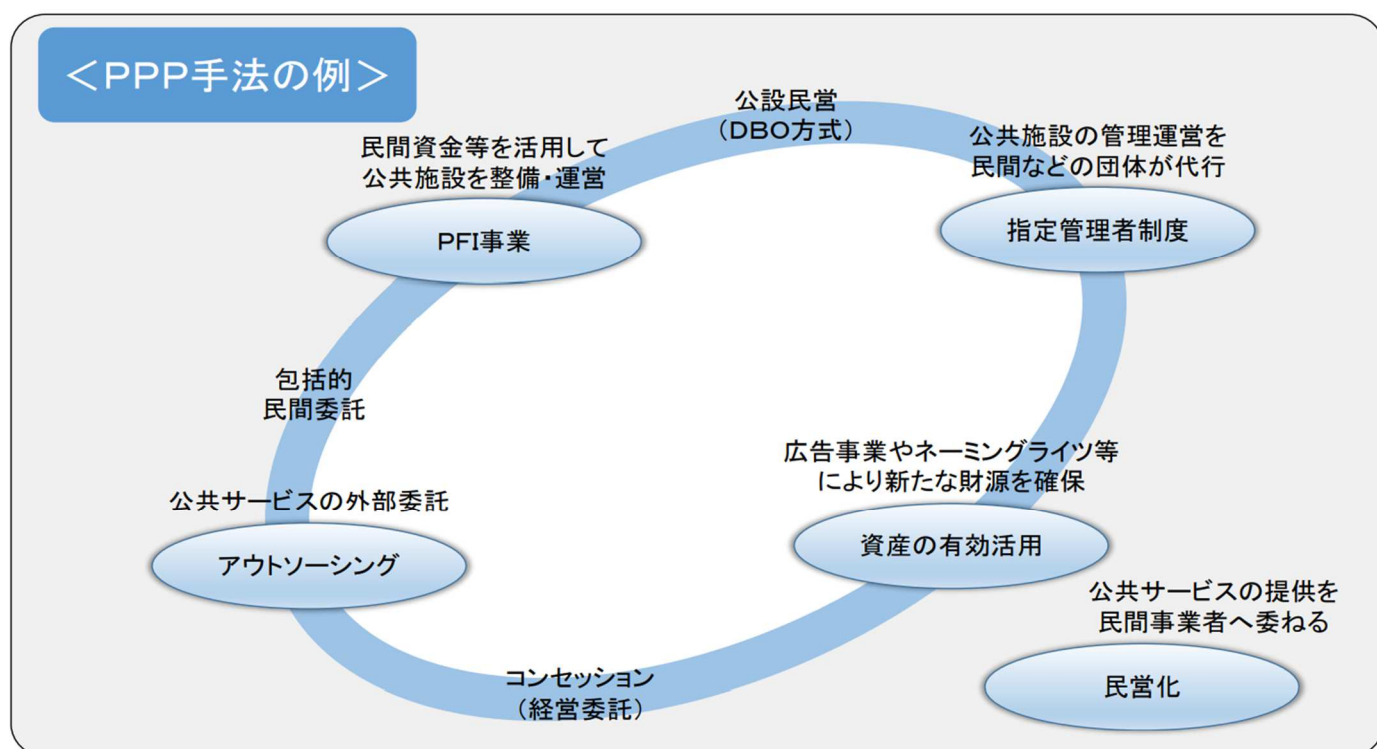 ＜PPP手法の例＞
公設民営
（DBO方式）
民間資金等を活用して
公共施設を整備・運営
PFI事業
公共施設の管理運営を
民間などの団体が代行
指定管理者制度
包括的
民間委託
広告事業やネーミングライツ等
により新たな財源を確保
資産の有効活用
公共サービスの外部委託
アウトソーシング
公共サービスの提供を
民間事業者へ委ねる
民営化
コンセッション
（経営委託）